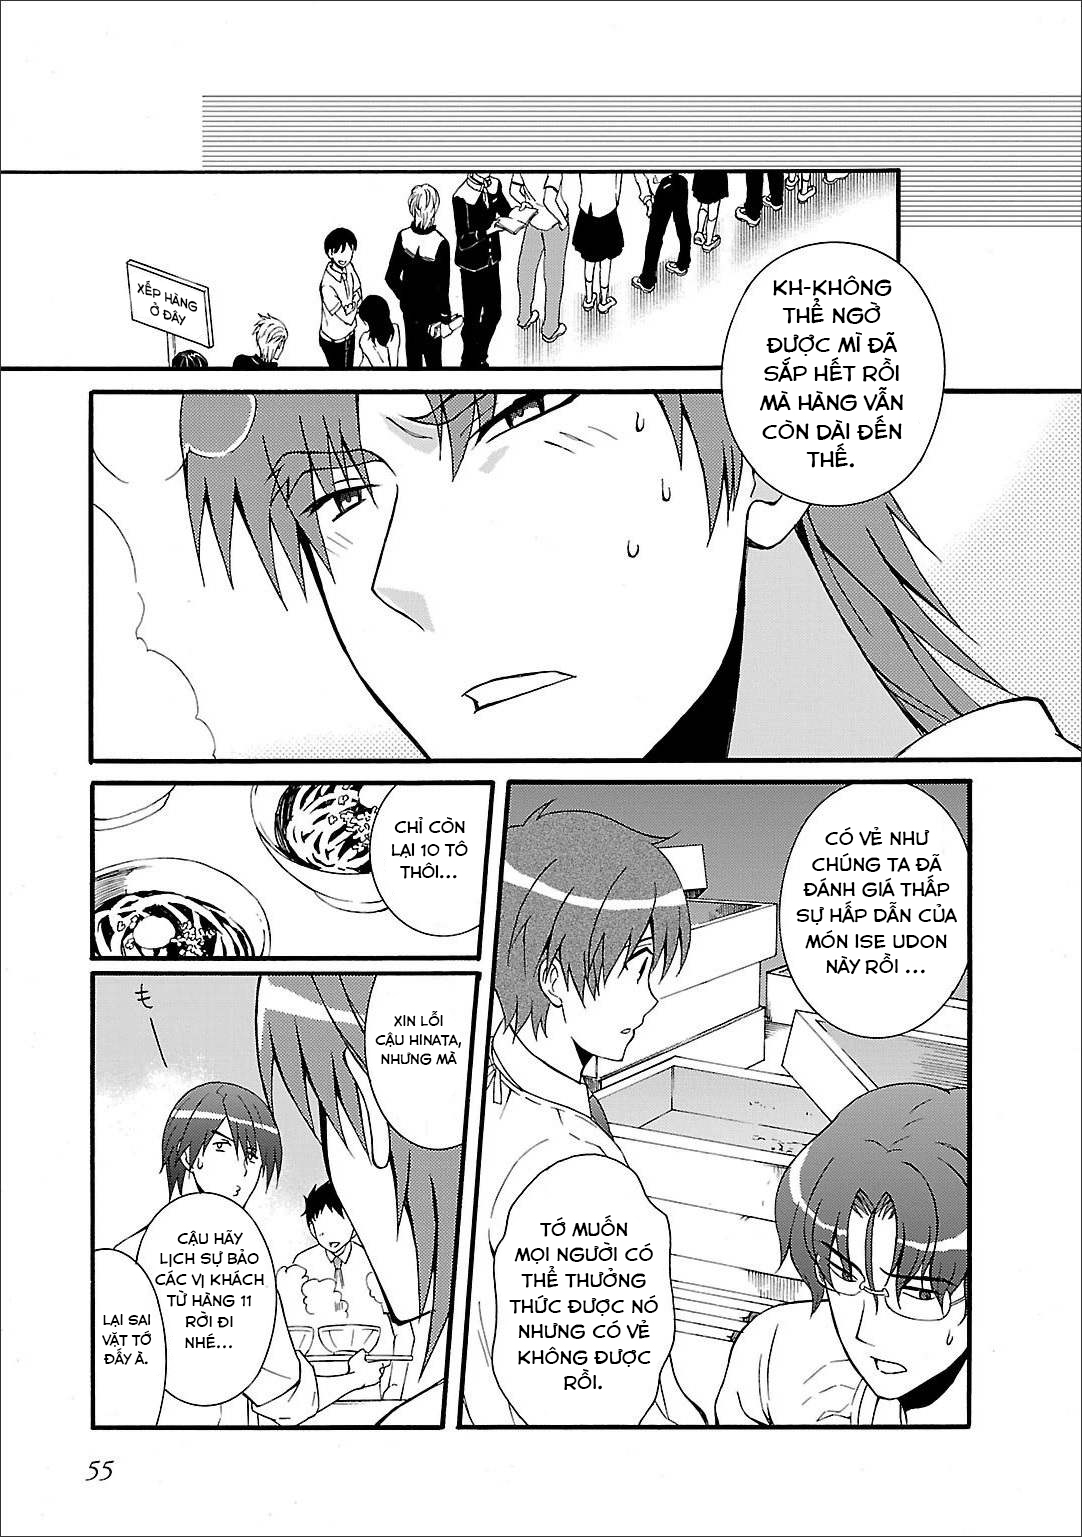 XẾP HÀNG
Ở ĐÂY
KH-KHÔNG
THỂ NGỜ
ĐƯỢC MÌ ĐÃ
SẮP HẾT RỒI
MÀ HÀNG VẪN
CÒN DÀI ĐẾN
THẾ.
CÓ VẺ NHƯ
CHÚNG TA ĐÃ
ĐÁNH GIÁ THẤP
SỰ HẤP DẪN CỦA
MÓN ISE UDON
NÀY RỒI ...
TỚ MUỐN
MỌI NGƯỜI CÓ
THỂ THƯỞNG
THỨC ĐƯỢC NÓ
NHƯNG CÓ VẺ
KHÔNG ĐƯỢC
RỒI.
CHỈ CÒN
LẠI 10 TÔ
THÔI...
XIN LỖI
CẬU HINATA,
NHƯNG MÀ
も
CẬU HÃY
LỊCH SỰ BẢO
CÁC VỊ KHÁCH
TỪ HÀNG 11
RỜI ĐI
NHÉ...
LẠI SAI
VẶT TỚ
ĐẤY À.
55